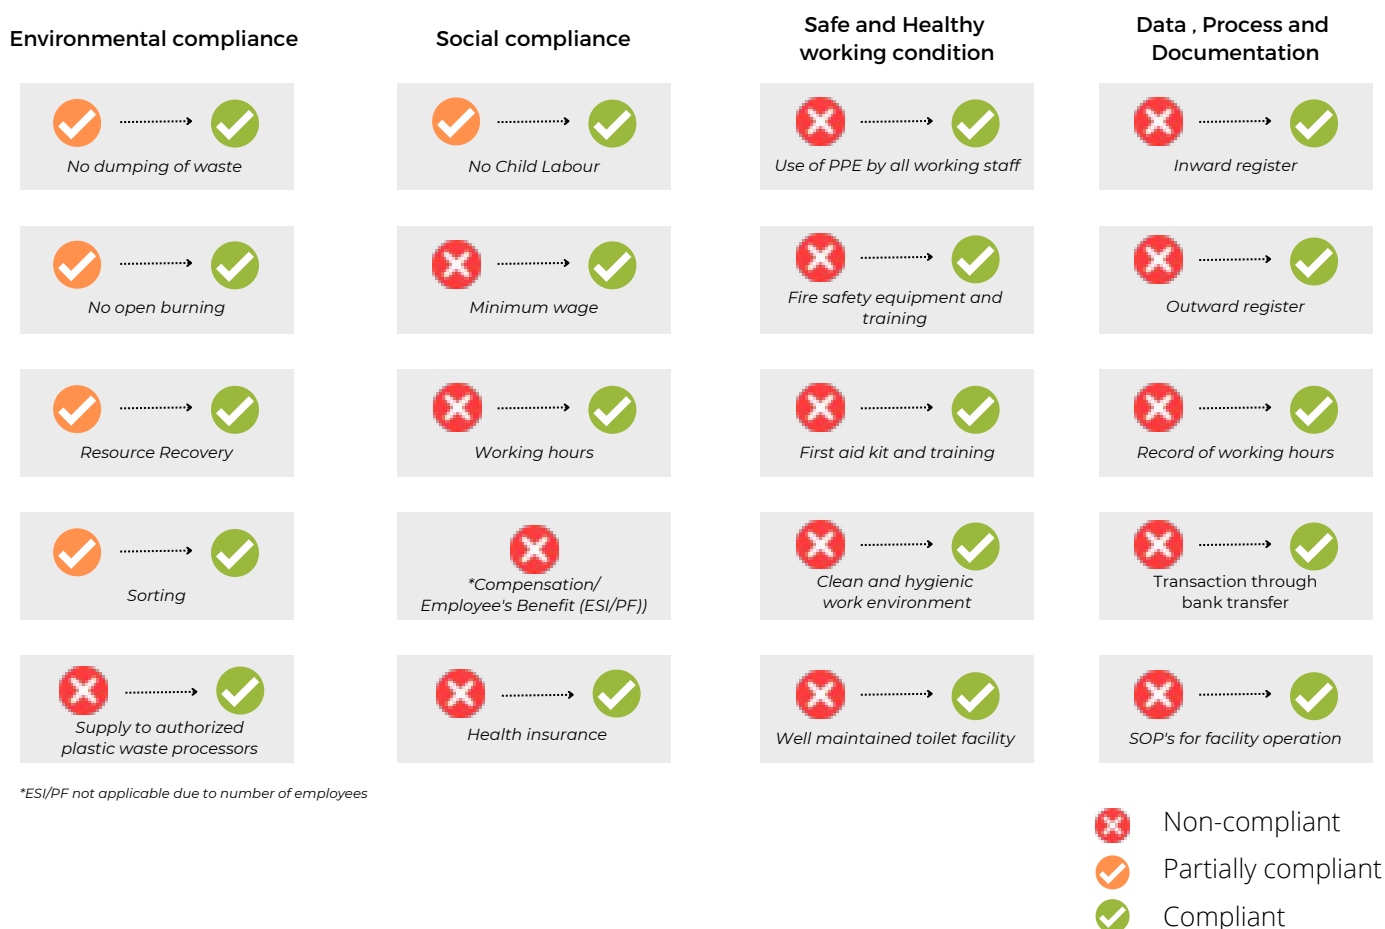 Environmental compliance
Social compliance
Safe and Healthy
working condition
Data , Process and
Documentation
No dumping of waste
No Child Labour
Use of PPE by all working staff
Inward register
No open burning
Minimum wage
Fire safety equipment and
training
Outward register
Resource Recovery
Working hours
First aid kit and training
Record of working hours
Sorting
*Compensation/
Employee's Benefit (ESI/PF))
Clean and hygienic
work environment
Transaction through
bank transfer
Supply to authorized
plastic waste processors
Health insurance
Well maintained toilet facility
SOP's for facility operation
*ESI/PF not applicable due to number of employees
Non-compliant
Partially compliant
Compliant